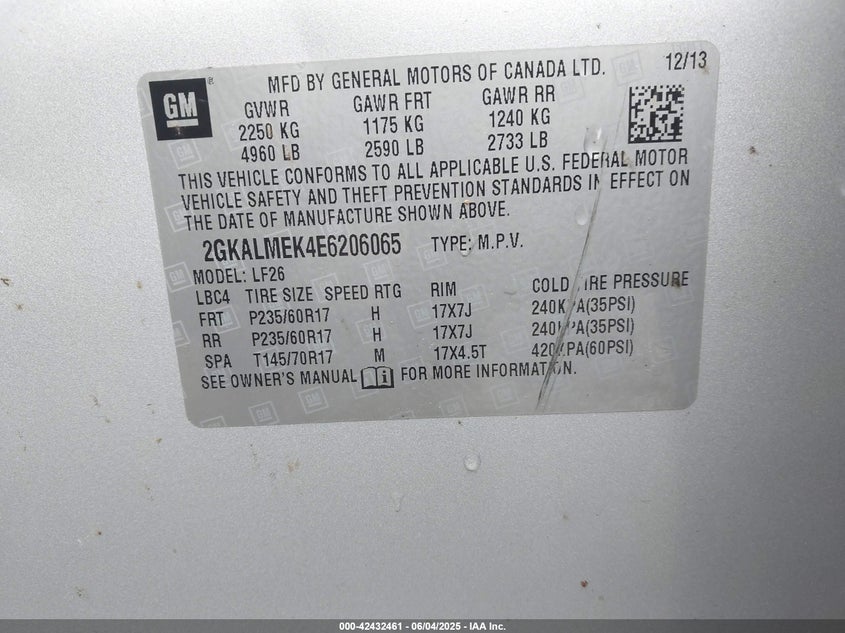 GM ® MFD BY GENERAL MOTORS OF CANADA LTD. 12/13
GVWR GAWR FRT GAWR RR
2250 KG 1175 KG 1240 KG
4960 LB 2590 LB 2733 LB
THIS VEHICLE CONFORMS TO ALL APPLICABLE U.S. FEDERAL MOTOR
VEHICLE SAFETY AND THEFT PREVENTION STANDARDS IN EFFECT ON
THE DATE OF MANUFACTURE SHOWN ABOVE.
2GKALMEK4E6206065 TYPE: M.P.V.
MODEL: LF26
LBC4 TIRE SIZE SPEED RTG RIM COLD TIRE PRESSURE
FRT P235/60R17 H 17X7J 240KPA(35PSI)
RR P235/60R17 H 17X7J 240KPA(35PSI)
SPA T145/70R17 M 17X4.5T 420KPA(60PSI)
SEE OWNER'S MANUAL FOR MORE INFORMATION.
000-42432461 - 06/04/2025 - IAA Inc.